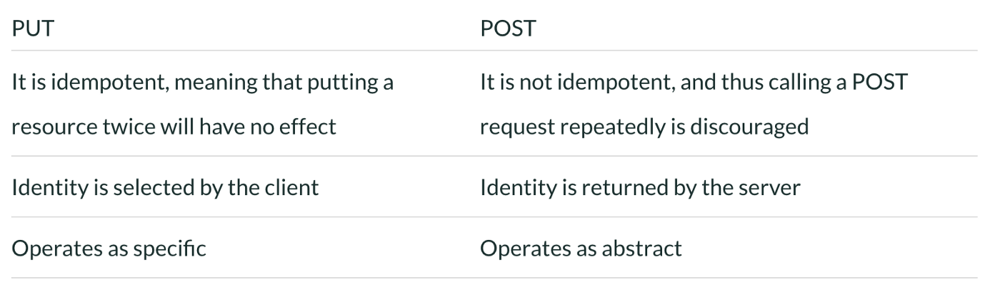 PUT
POST
It is idempotent, meaning that putting a
resource twice will have no effect
It is not idempotent, and thus calling a POST
request repeatedly is discouraged
Identity is selected by the client
Identity is returned by the server
Operates as specific
Operates as abstract